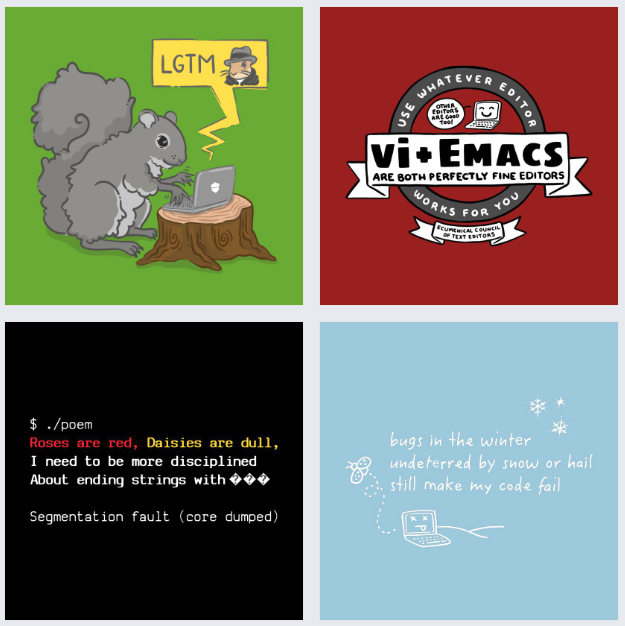 LGTM
USE WHATEVER EDITOR
OTHER
EDITORS
ARE GOOD
TOO!
Vi + EMACS
ARE BOTH PERFECTLY FINE EDITORS
WORKS FOR YOU
ECUMENICAL COUNCIL
OF TEXT EDITORS
$ ./poem
Roses are red, Daisies are dull,
I need to be more disciplined
About ending strings with ���
Segmentation fault (core dumped)
bugs in the winter
undeterred by snow or hail
still make my code fail